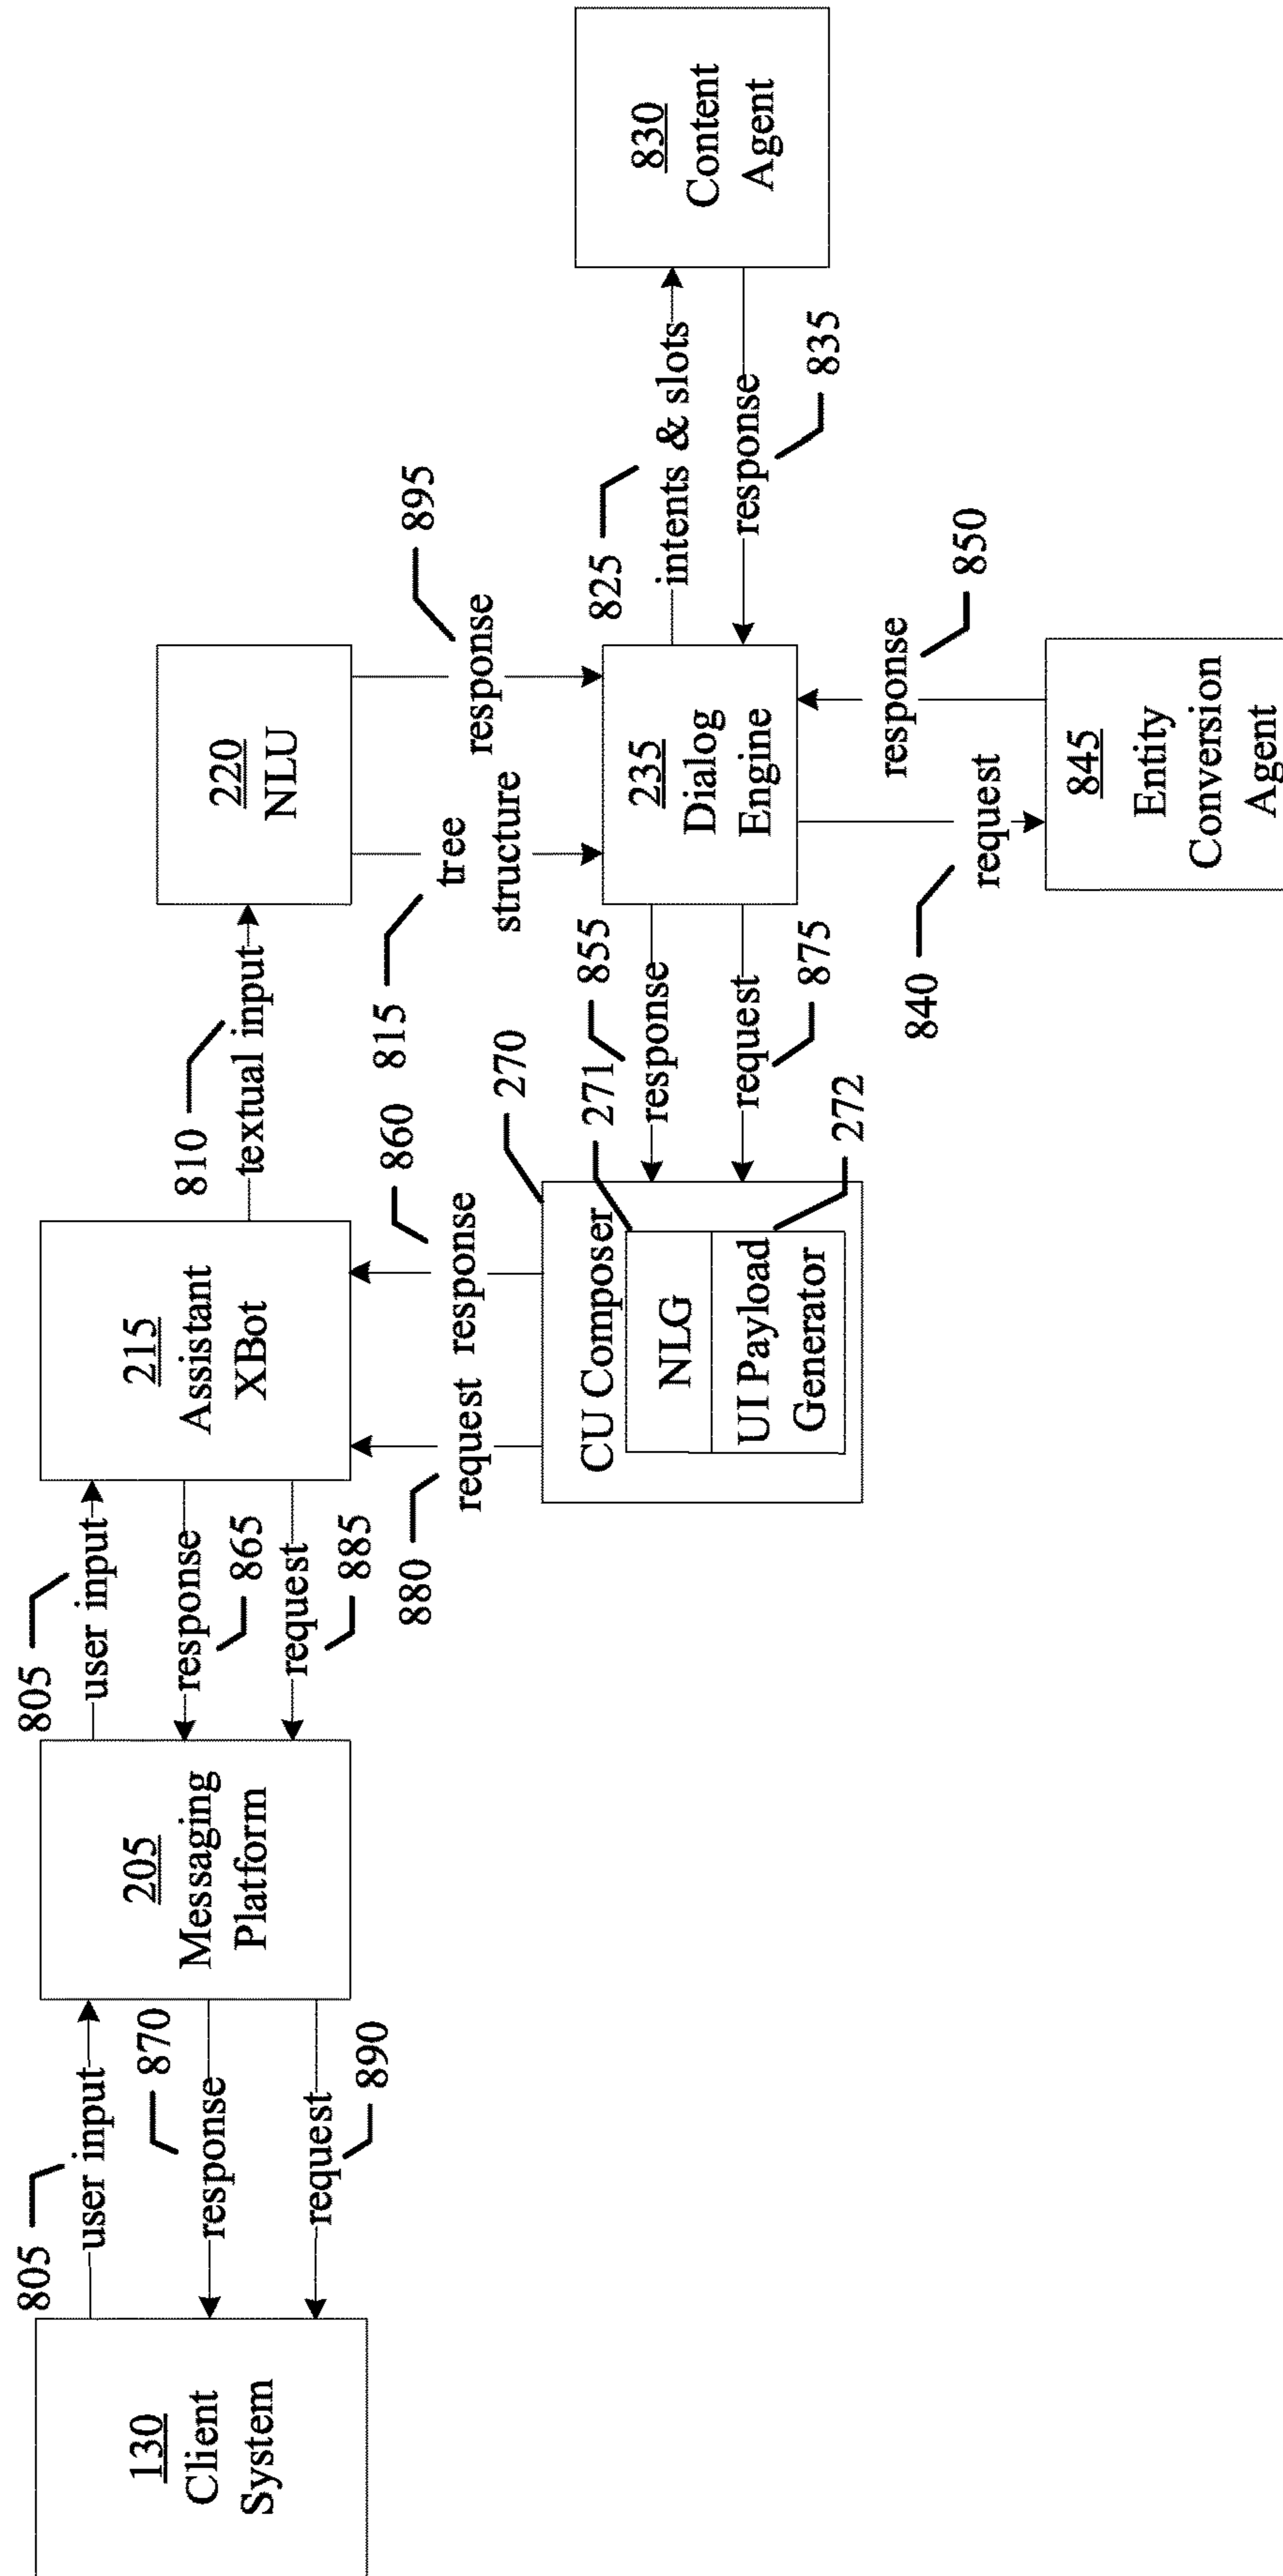 805
user input
870
response
request
890
130
Client
System
205
Messaging
Platform
805
user input
response
865
request
885
215
Assistant
XBot
810
textual input
220
NLU
880
request
860
response
815
tree
structure
895
response
270
CU Composer
271
NLG
UI Payload
Generator
272
855
response
request
875
235
Dialog
Engine
825
intents & slots
response
835
830
Content
Agent
840
request
850
response
845
Entity
Conversion
Agent